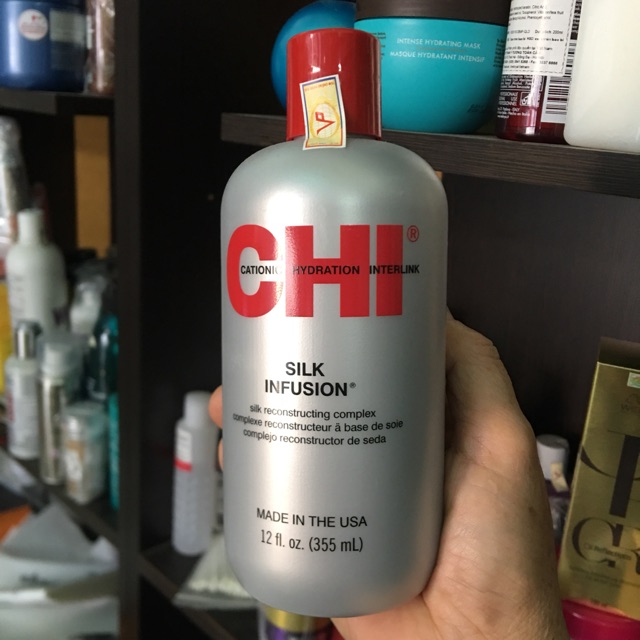 INTENSE HYDRATING MASK
MASQUE HYDRATANT INTENSIF
CHI®
CATIONIC HYDRATION INTERLINK
SILK
INFUSION®
silk reconstructing complex
complexe reconstructeur à base de soie
complejo reconstructor de seda
MADE IN THE USA
12 fl. oz. (355 mL)